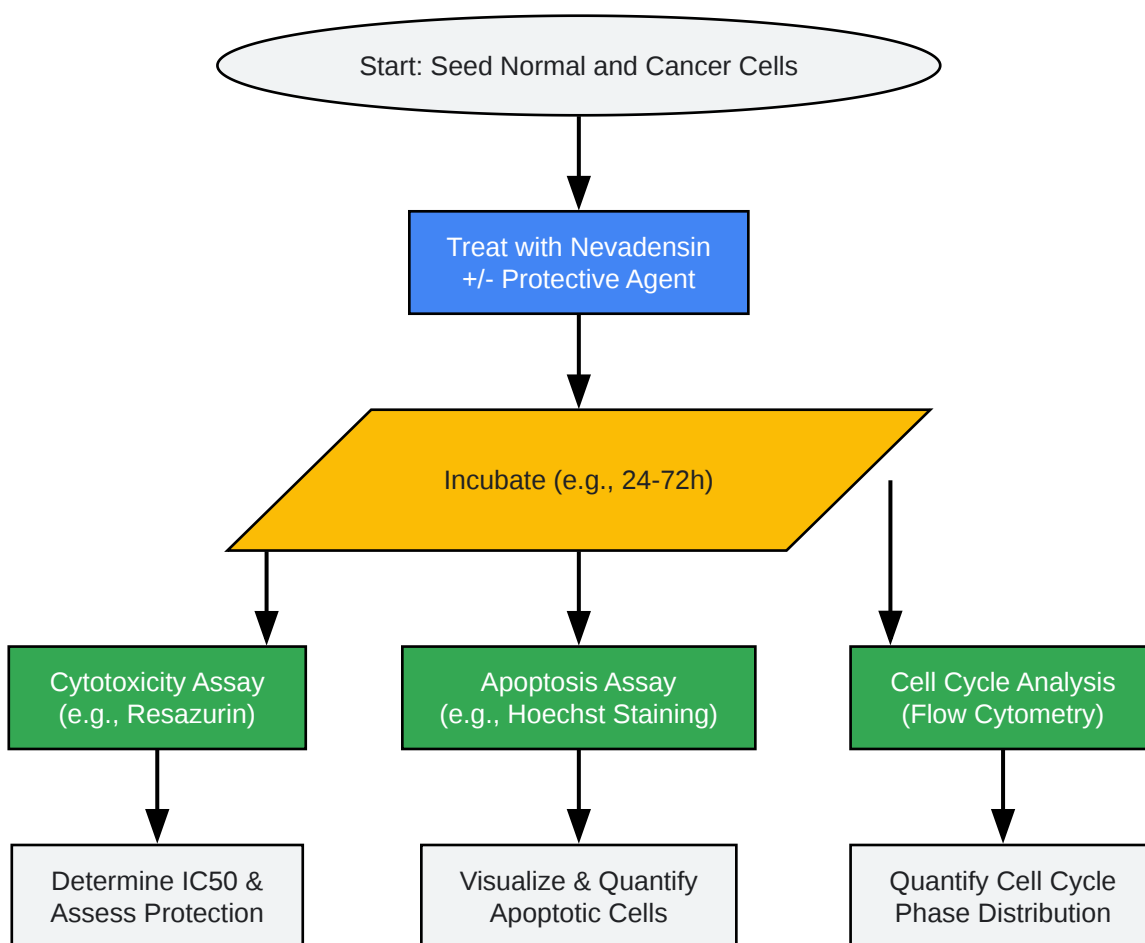 Start: Seed Normal and Cancer Cells
Treat with Nevadensin
+/- Protective Agent
Incubate (e.g., 24-72h)
Cytotoxicity Assay
(e.g., Resazurin)
Apoptosis Assay
(e.g., Hoechst Staining)
Cell Cycle Analysis
(Flow Cytometry)
Determine IC50 &
Assess Protection
Visualize & Quantify
Apoptotic Cells
Quantify Cell Cycle
Phase Distribution